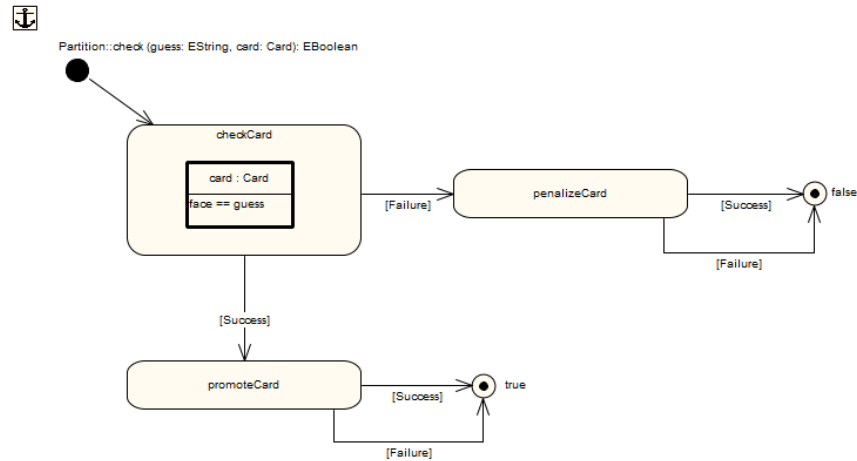 Partition::check (guess: EString, card: Card): EBoolean
checkCard
card : Card
face == guess
[Failure]
penalizeCard
[Success]
false
[Failure]
[Success]
promoteCard
[Success]
true
[Failure]